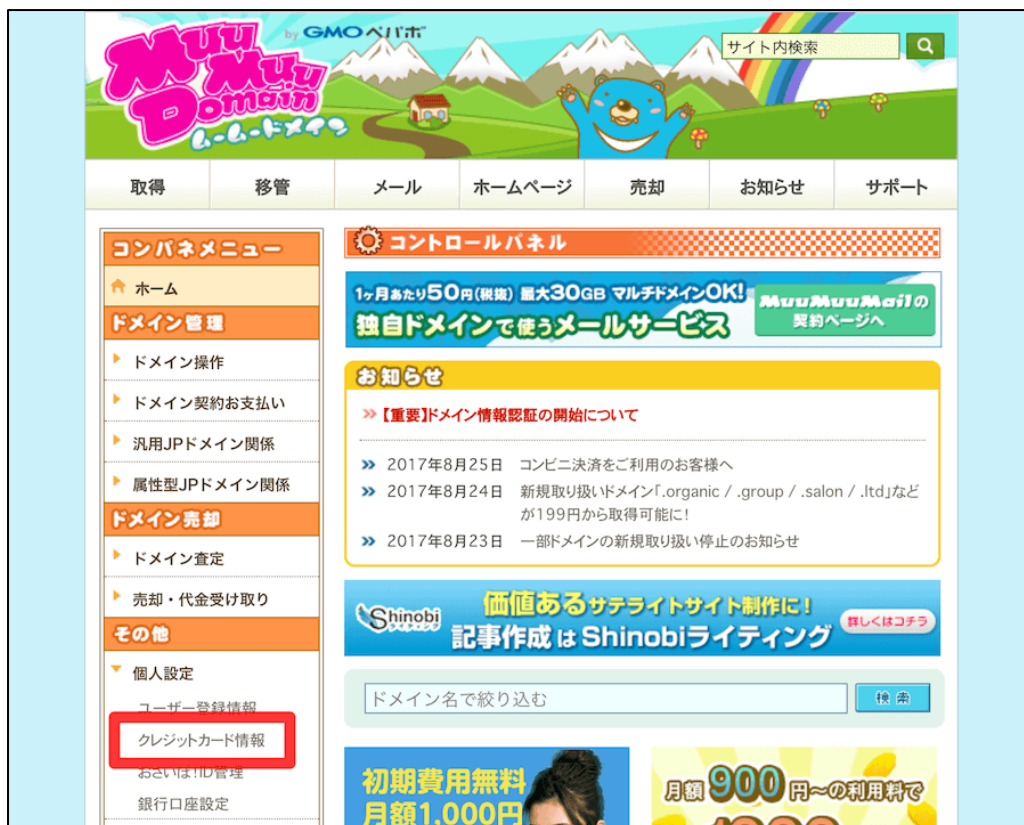 MuuMuu Domain
ムームードメイン
by GMOペパボ
サイト内検索
取得
移管
メール
ホームページ
売却
お知らせ
サポート
コンパネメニュー
ホーム
ドメイン管理
ドメイン操作
ドメイン契約お支払い
汎用JPドメイン関係
属性型JPドメイン関係
ドメイン売却
ドメイン査定
売却・代金受け取り
その他
個人設定
ユーザー登録情報
クレジットカード情報
おさいぽ!ID管理
銀行口座設定
コントロールパネル
1ヶ月あたり50円(税抜) 最大30GB マルチドメインOK!
独自ドメインで使うメールサービス
MuuMuuMailの
契約ページへ
お知らせ
【重要】ドメイン情報認証の開始について
2017年8月25日 コンビニ決済をご利用のお客様へ
2017年8月24日 新規取り扱いドメイン「.organic / .group / .salon / .ltd」など
が199円から取得可能に!
2017年8月23日 一部ドメインの新規取り扱い停止のお知らせ
Shinobi
ライティング
価値あるサテライトサイト制作に!
記事作成 は Shinobiライティング
詳しくはコチラ
ドメイン名で絞り込む
検索
初期費用無料
月額1,000円
月額900円〜の利用料で